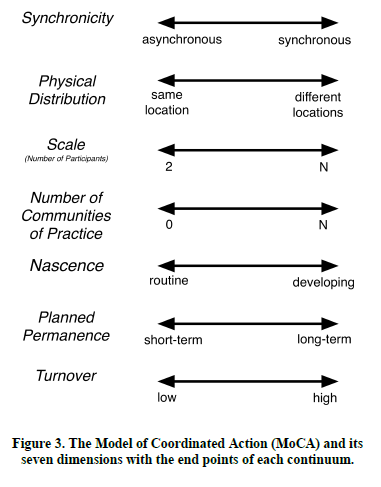 Synchronicity
asynchronous synchronous
Physical
Distribution
same
location
different
locations
Scale
(Number of Participants)
2 N
Number of
Communities
of Practice
0 N
Nascence
routine developing
Planned
Permanence
short-term long-term
Turnover
low high
Figure 3. The Model of Coordinated Action (MoCA) and its
seven dimensions with the end points of each continuum.